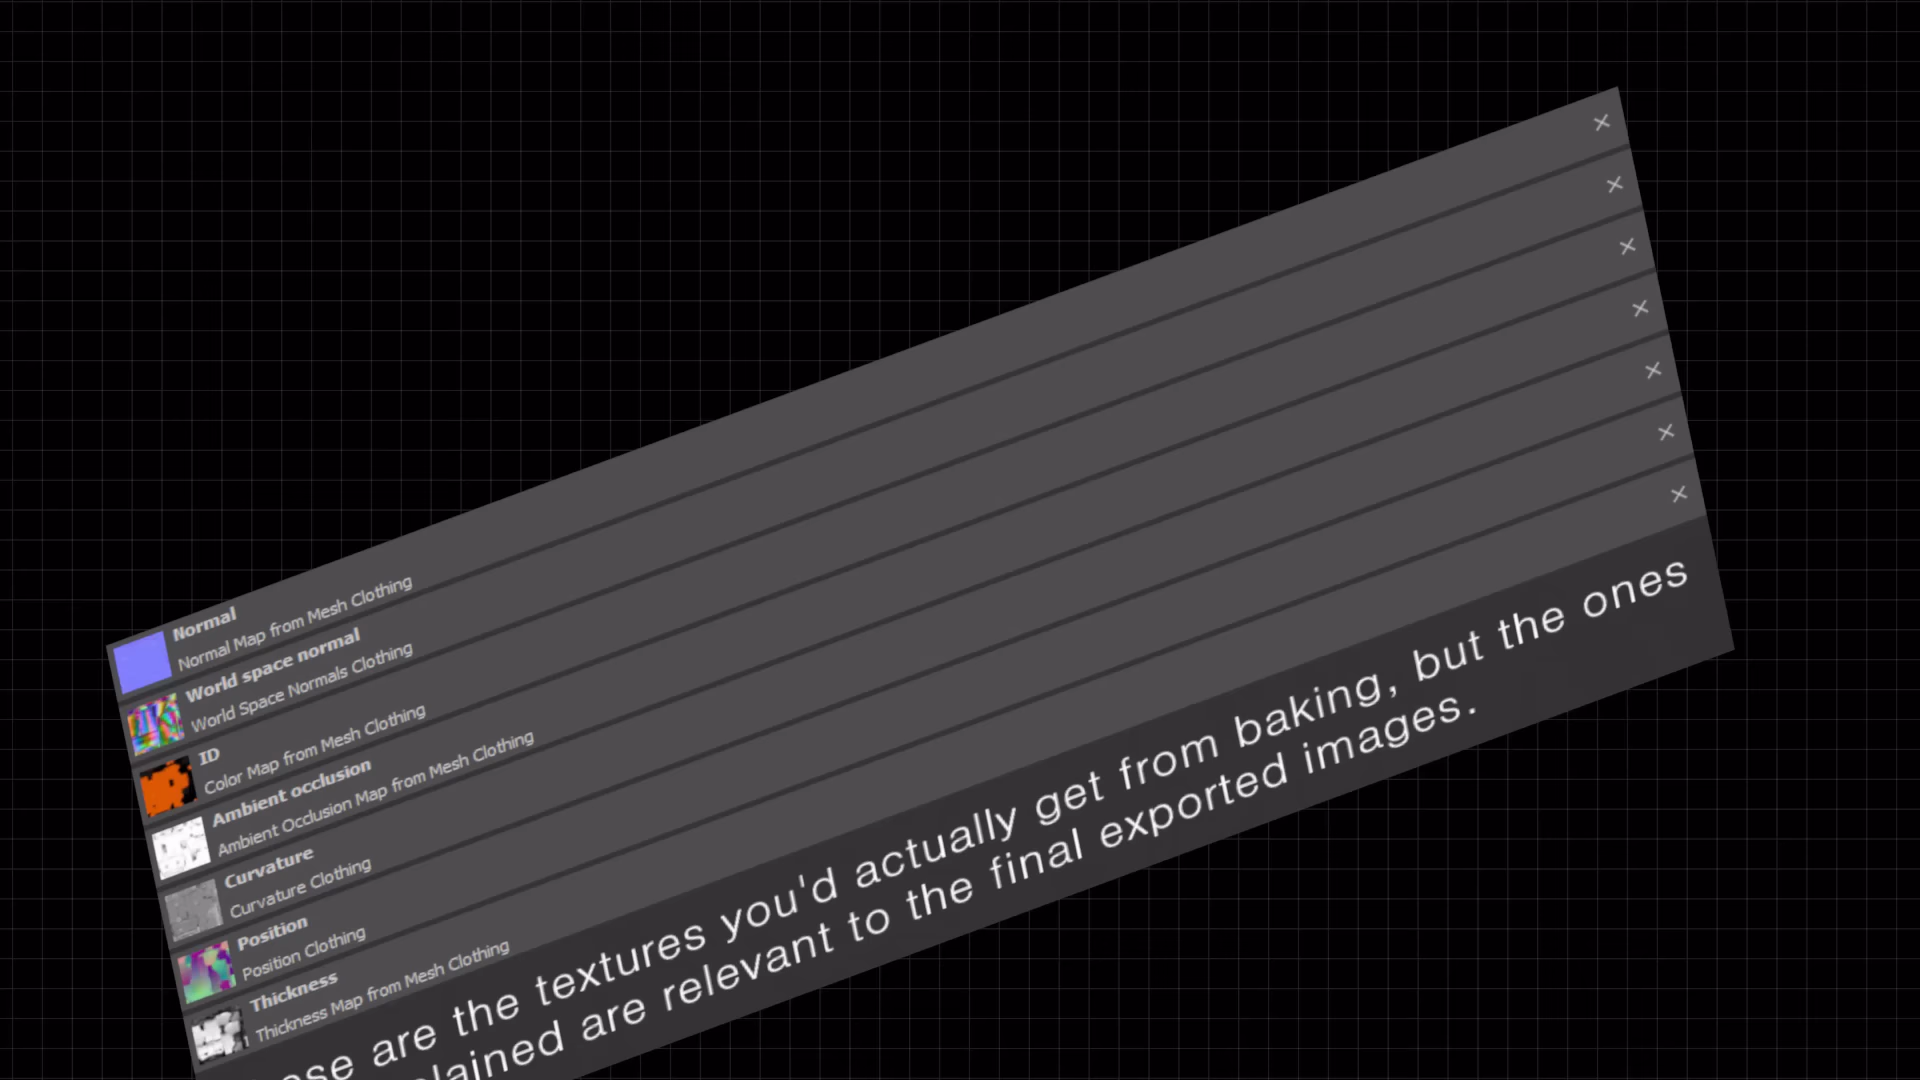 Normal
Normal Map from Mesh Clothing
World space normal
World Space Normals Clothing
ID
Color Map from Mesh Clothing
Ambient occlusion
Ambient Occlusion Map from Mesh Clothing
Curvature
Curvature Clothing
Position
Position Clothing
Thickness
Thickness Map from Mesh Clothing
are the textures you'd actually get from baking, but the ones
are relevant to the final exported images.